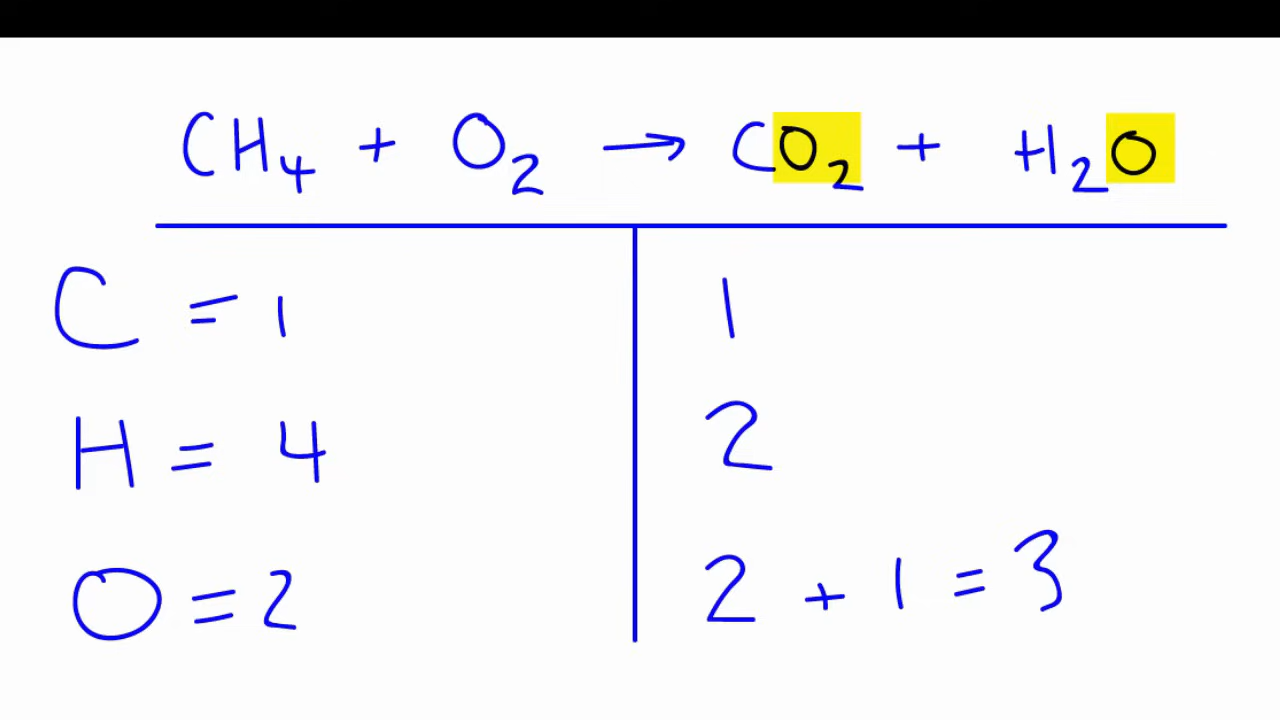 CH₄ + O₂ → CO₂ + H₂O
C = 1 1
H = 4 2
O = 2 2 + 1 = 3